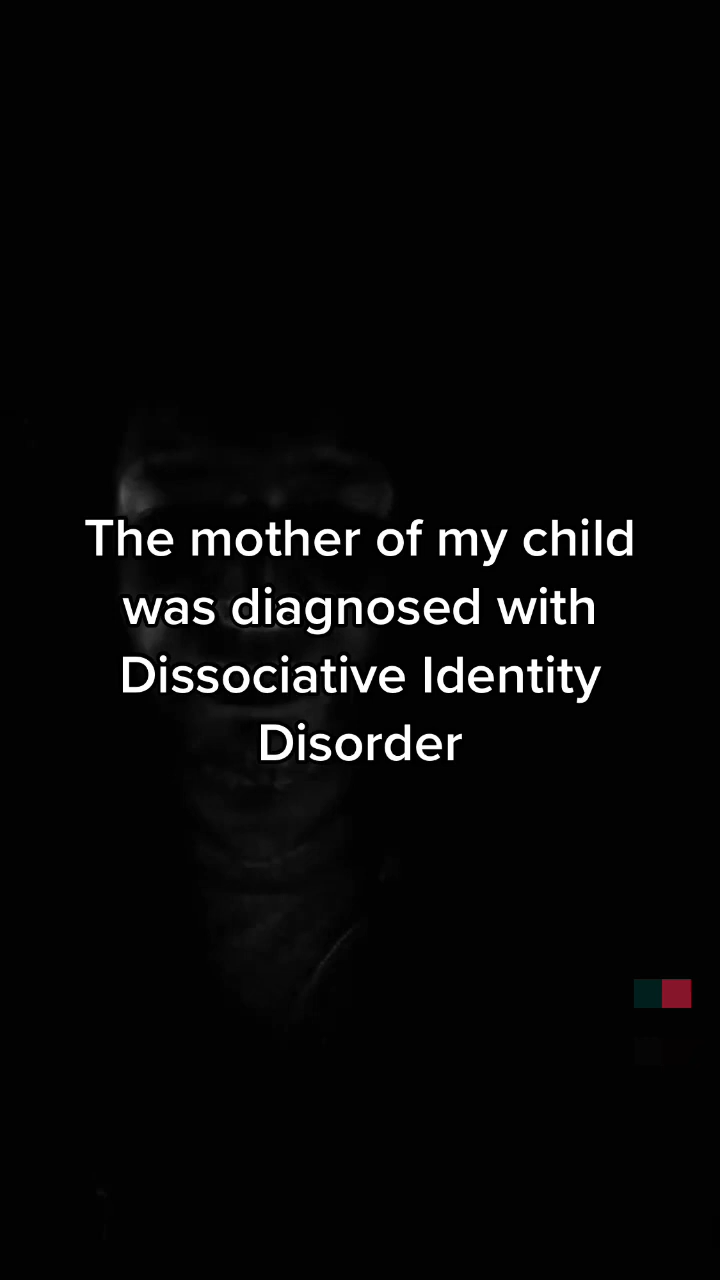 The mother of my child
was diagnosed with
Dissociative Identity
Disorder